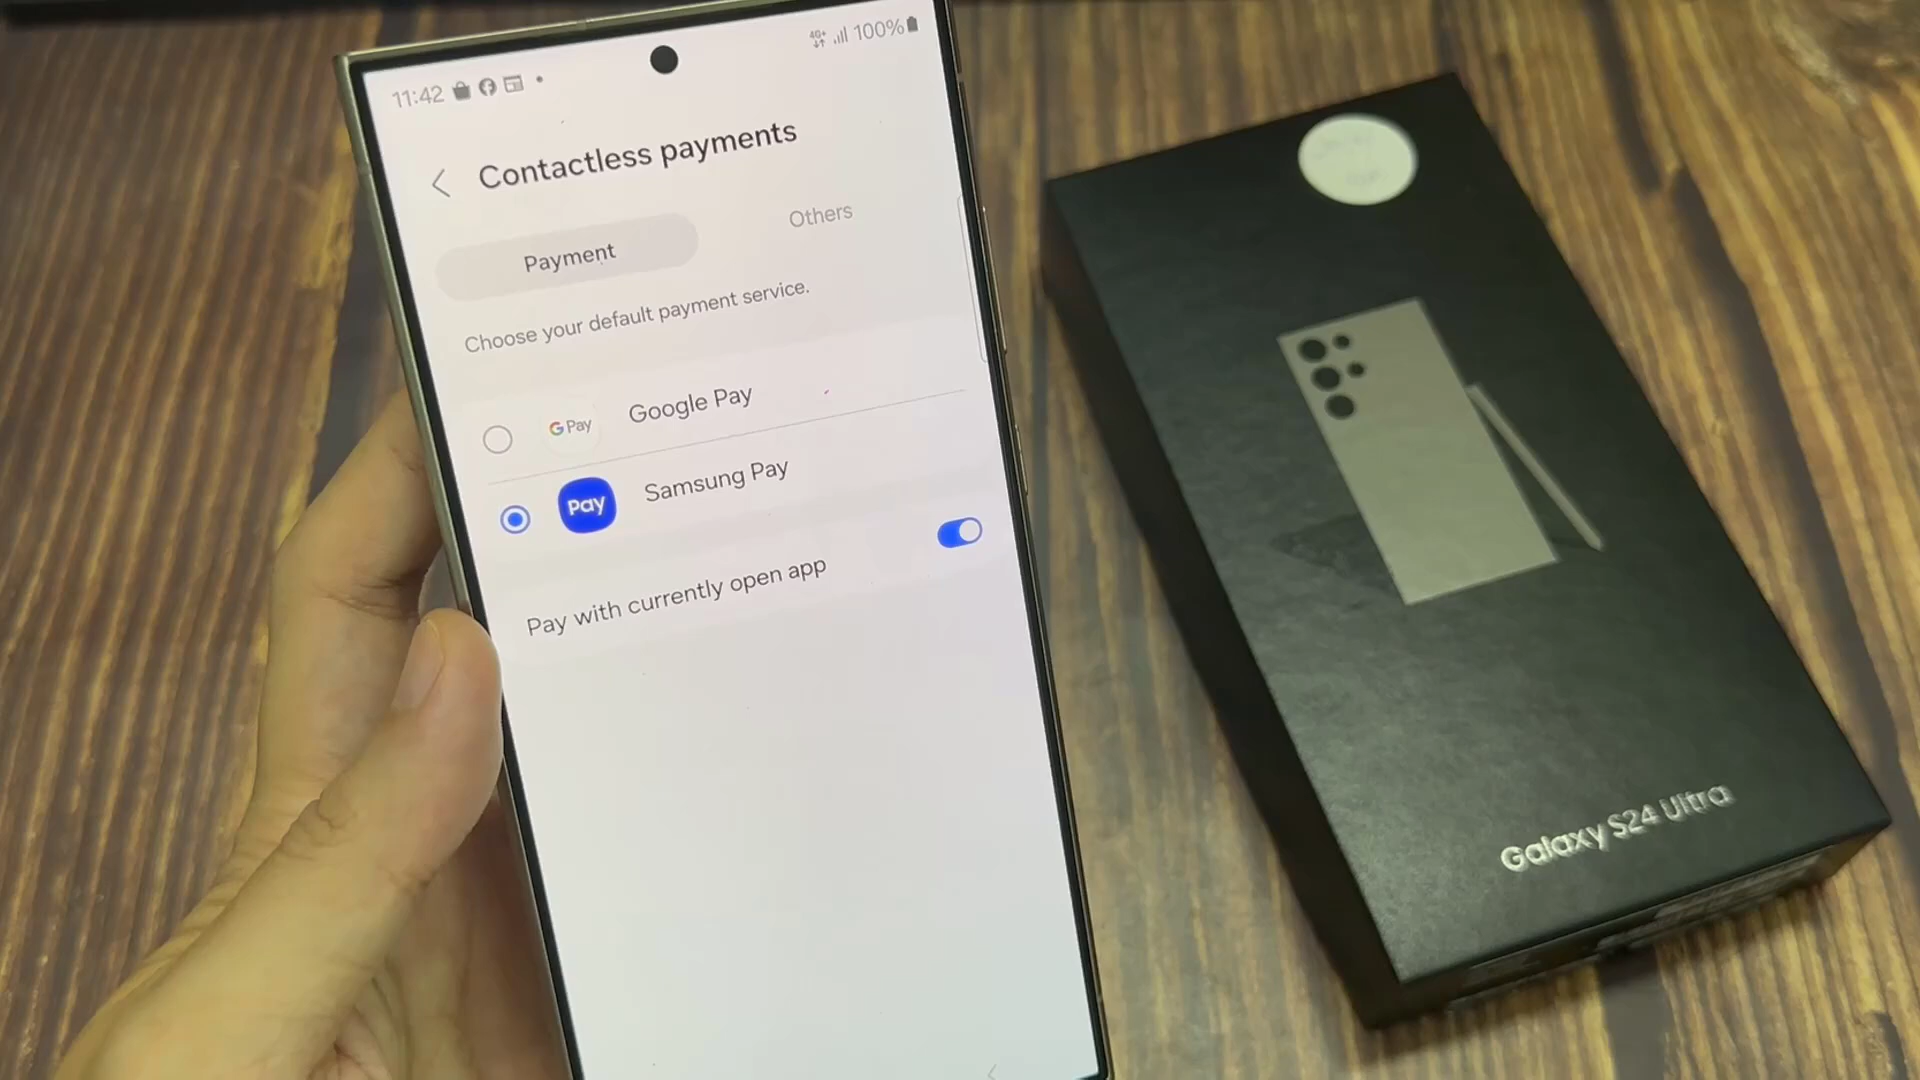 11:42
4G+ 100%
Contactless payments
Payment
Others
Choose your default payment service.
G Pay
Google Pay
Pay
Samsung Pay
Pay with currently open app
Galaxy S24 Ultra